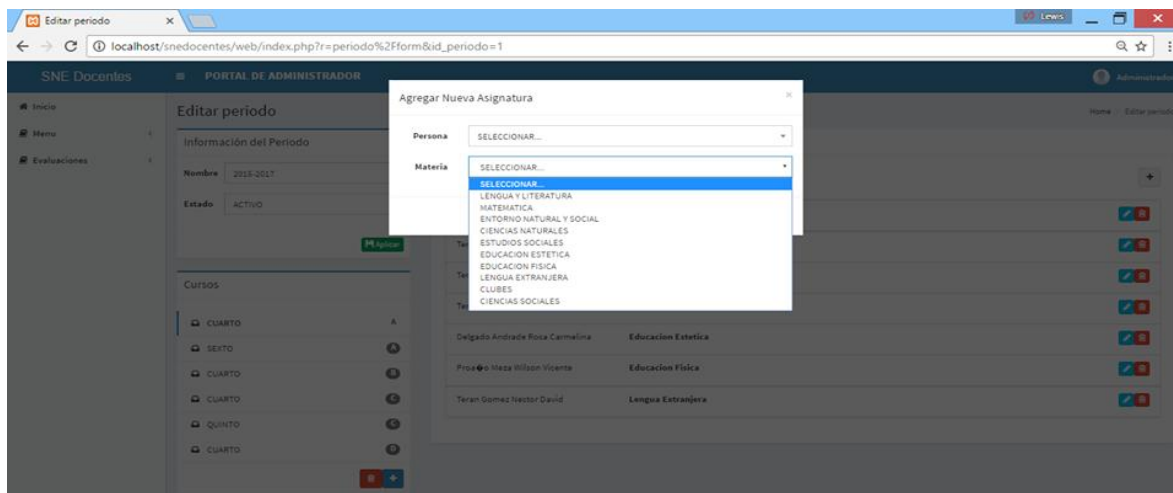 Editar periodo
Lewis
localhost/snedocentes/web/index.php?r=periodo%2Fform&id_periodo=1
SNE Docentes
PORTAL DE ADMINISTRADOR
Administrador
Inicio
Menu
Evaluaciones
Editar periodo
Home / Editar periodo
Información del Periodo
Nombre 2015-2017
Estado ACTIVO
Aplicar
Cursos
CUARTO A
SEXTO A
CUARTO B
CUARTO C
QUINTO C
CUARTO D
Agregar Nueva Asignatura
×
Persona SELECCIONAR...
Materia SELECCIONAR...
SELECCIONAR...
LENGUA Y LITERATURA
MATEMATICA
ENTORNO NATURAL Y SOCIAL
CIENCIAS NATURALES
ESTUDIOS SOCIALES
EDUCACION ESTETICA
EDUCACION FISICA
LENGUA EXTRANJERA
CLUBES
CIENCIAS SOCIALES
Delgado Andrade Rosa Carmelina Educacion Estetica
Proa�o Meza Wilson Vicente Educacion Fisica
Teran Gomez Nestor David Lengua Extranjera